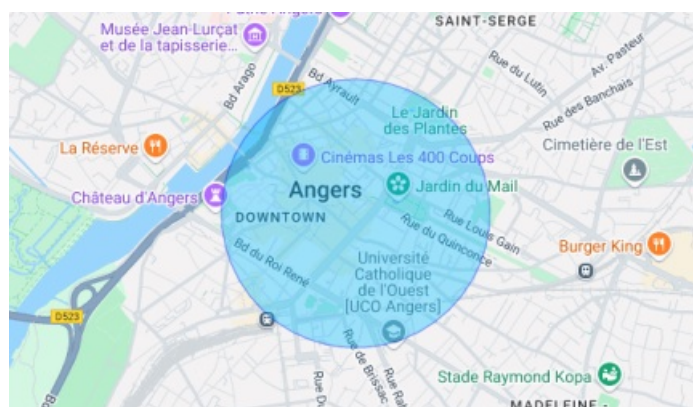 SAINT-SERGE
Musée Jean-Lurçat
et de la tapisserie...
Bd Arago
D523
Bd Ayrault
Rue du Lutin
Av. Pasteur
Rue des Banchais
Le Jardin
des Plantes
La Réserve
Cinémas Les 400 Coups
Cimetière de l'Est
Château d'Angers
Angers
Jardin du Mail
DOWNTOWN
Rue Louis Gain
Rue du Quinconce
Bd du Roi René
Burger King
Université
Catholique
de l'Ouest
[UCO Angers]
D523
Rue de Brissac
Stade Raymond Kopa